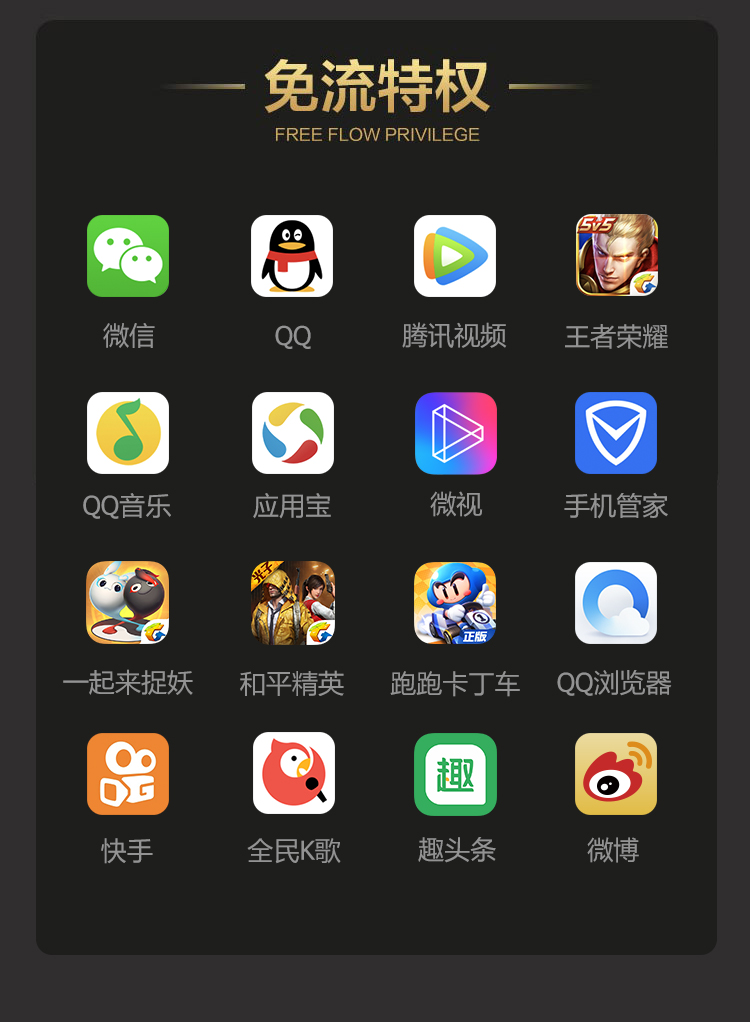 免流特权
FREE FLOW PRIVILEGE
5v5
微信
QQ
腾讯视频
王者荣耀
QQ音乐
应用宝
微视
手机管家
光子
正版
一起来捉妖
和平精英
跑跑卡丁车
QQ浏览器
趣
快手
全民K歌
趣头条
微博